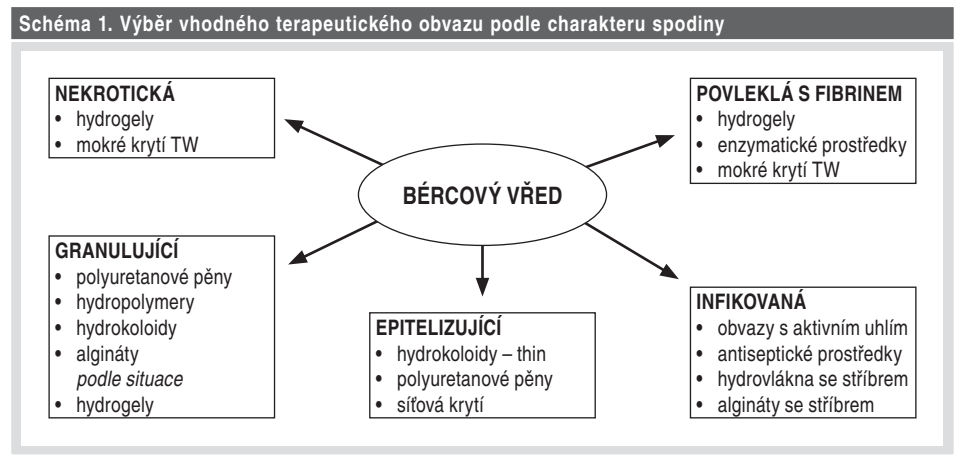 Schéma 1. Výběr vhodného terapeutického obvazu podle charakteru spodiny
NEKROTICKÁ
• hydrogely
• mokré krytí TW
POVLEKLÁ S FIBRINEM
• hydrogely
• enzymatické prostředky
• mokré krytí TW
BÉRCOVÝ VŘED
GRANULUJÍCÍ
• polyuretanové pěny
• hydropolymery
• hydrokoloidy
• algináty
podle situace
• hydrogely
EPITELIZUJÍCÍ
• hydrokoloidy – thin
• polyuretanové pěny
• síťová krytí
INFIKOVANÁ
• obvazy s aktivním uhlím
• antiseptické prostředky
• hydrovlákna se stříbrem
• algináty se stříbrem